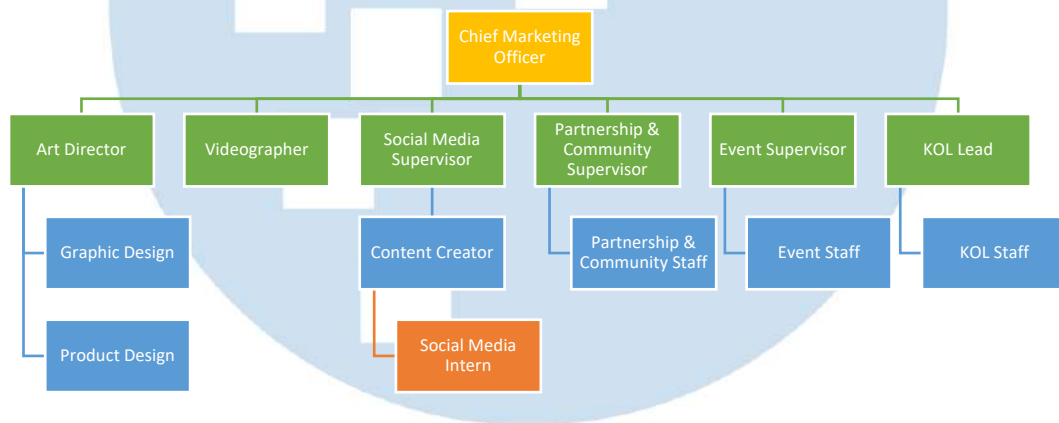 Chief Marketing
Officer
Art Director
Videographer
Social Media
Supervisor
Partnership &
Community
Supervisor
Event Supervisor
KOL Lead
Graphic Design
Content Creator
Partnership &
Community Staff
Event Staff
KOL Staff
Product Design
Social Media
Intern